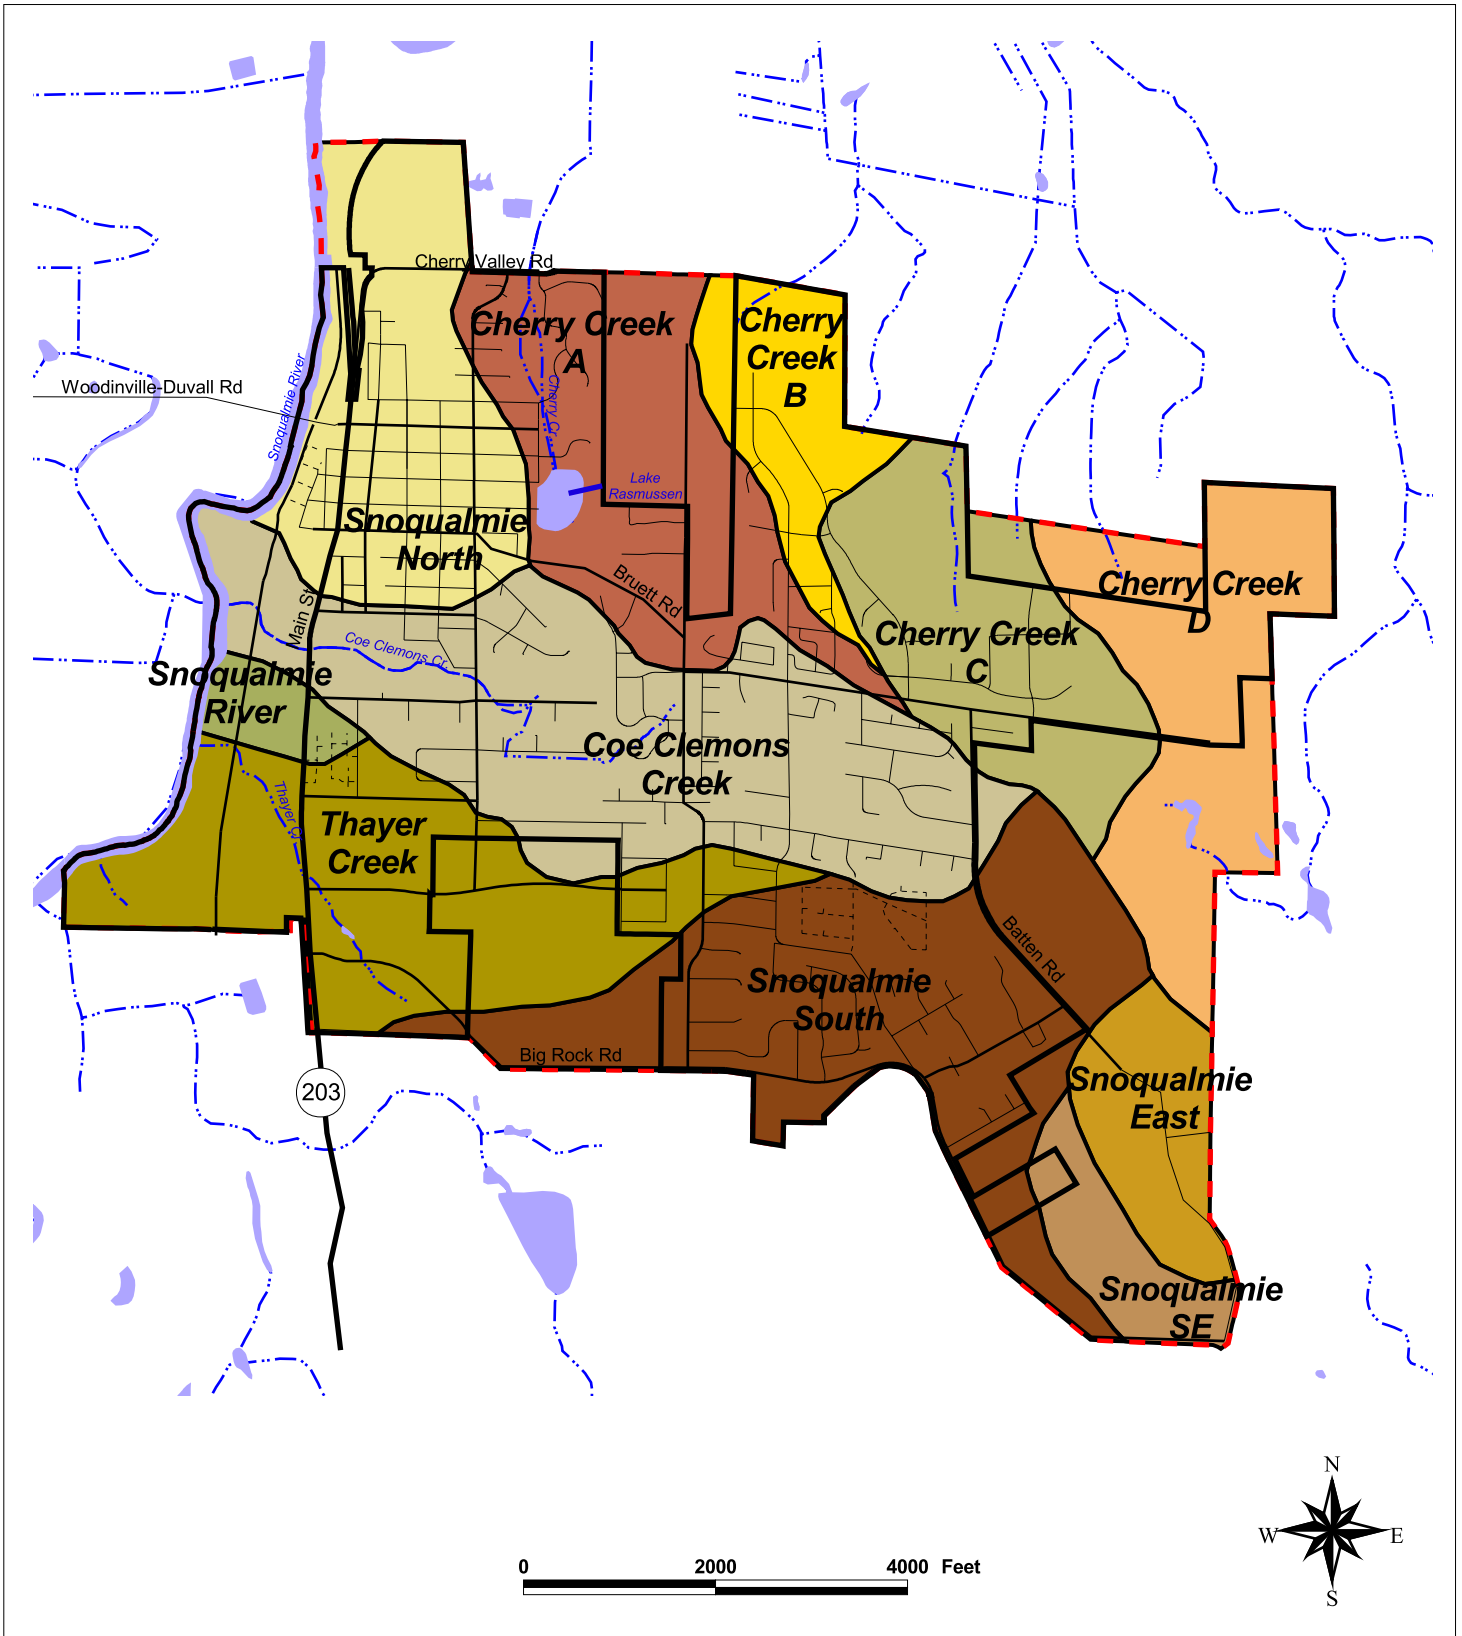 Cherry Valley Rd
Cherry Creek
A
Cherry
Creek
B
Woodinville-Duvall Rd
Snoqualmie River
Cherry Cr.
Lake
Rasmussen
Snoqualmie
North
Bruett Rd
Main St
Coe Clemons Cr.
Cherry Creek
D
Cherry Creek
C
Snoqualmie
River
Coe Clemons
Creek
Thayer Cr.
Thayer
Creek
Batten Rd
Snoqualmie
South
Big Rock Rd
203
Snoqualmie
East
Snoqualmie
SE
N
W E
S
0 2000 4000 Feet